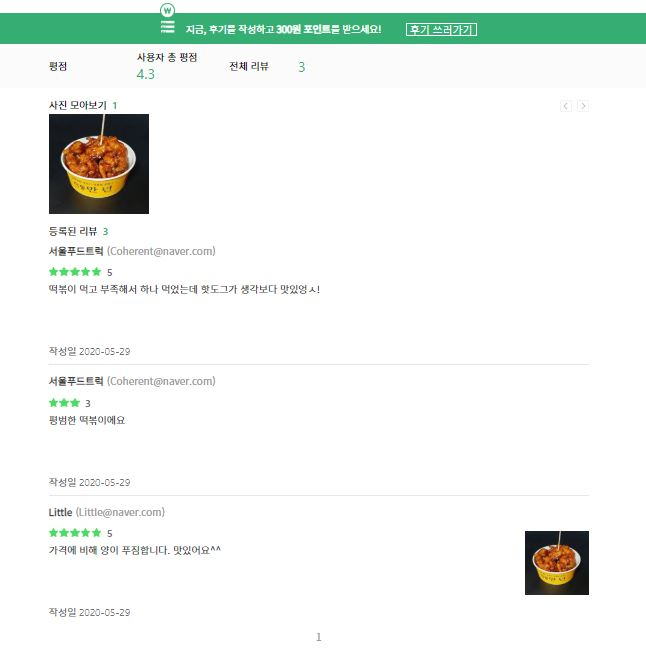 ₩
지금, 후기를 작성하고 300원 포인트를 받으세요! 후기 쓰러가기
평점 사용자 총 평점 전체 리뷰 3
4.3
사진 모아보기 1
등록된 리뷰 3
서울푸드트럭 (Coherent@naver.com)
★★★★★ 5
떡볶이 먹고 부족해서 하나 먹었는데 핫도그가 생각보다 맛있엉ㅅ!
작성일 2020-05-29
서울푸드트럭 (Coherent@naver.com)
★★★ 3
평범한 떡볶이에요
작성일 2020-05-29
Little (Little@naver.com)
★★★★★ 5
가격에 비해 양이 푸짐합니다. 맛있어요^^
작성일 2020-05-29
1